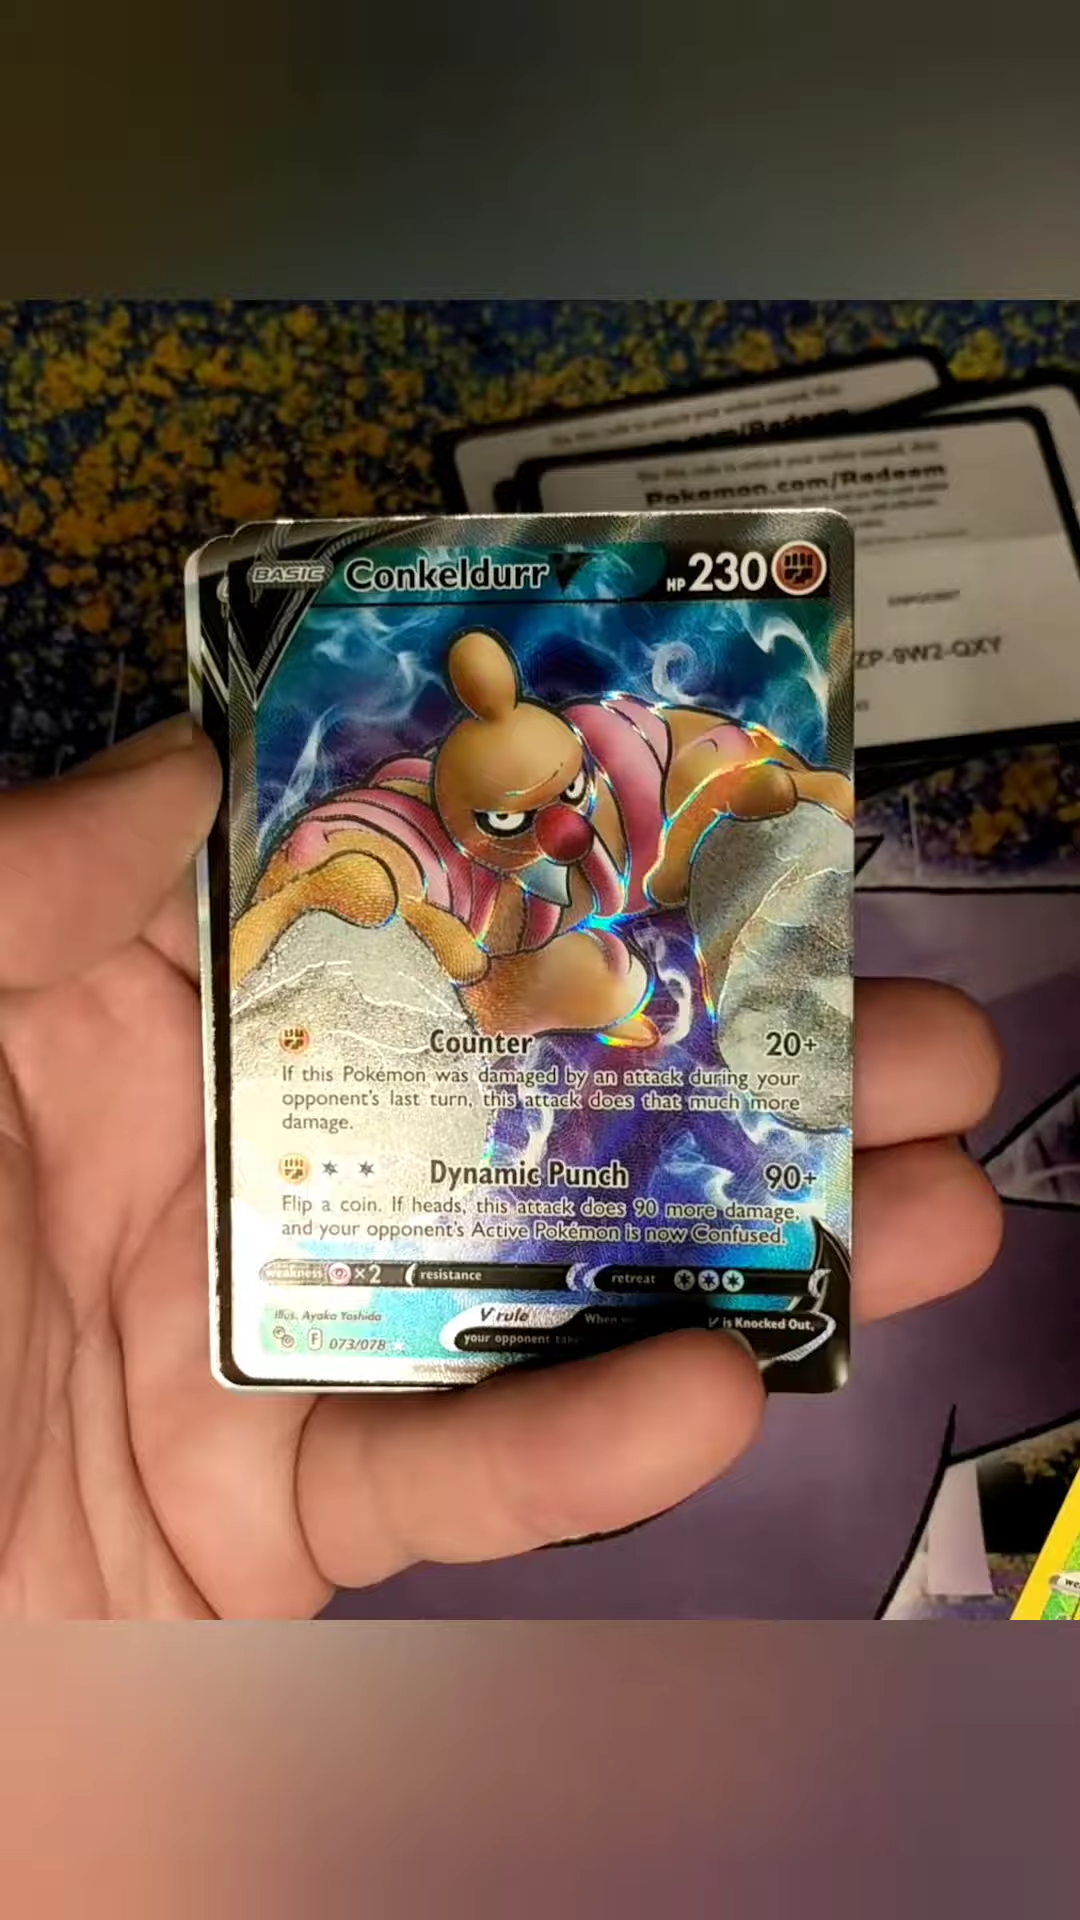 Pokemon.com/Redeem
ZP-9W2-QXY
BASIC Conkeldurr V HP 230
Counter 20+
If this Pokémon was damaged by an attack during your
opponent's last turn, this attack does that much more
damage.
Dynamic Punch 90+
Flip a coin. If heads, this attack does 90 more damage,
and your opponent's Active Pokémon is now Confused.
weakness ×2 resistance retreat
Illus. Ayaka Yoshida
V rule When V is Knocked Out,
your opponent
F 073/078